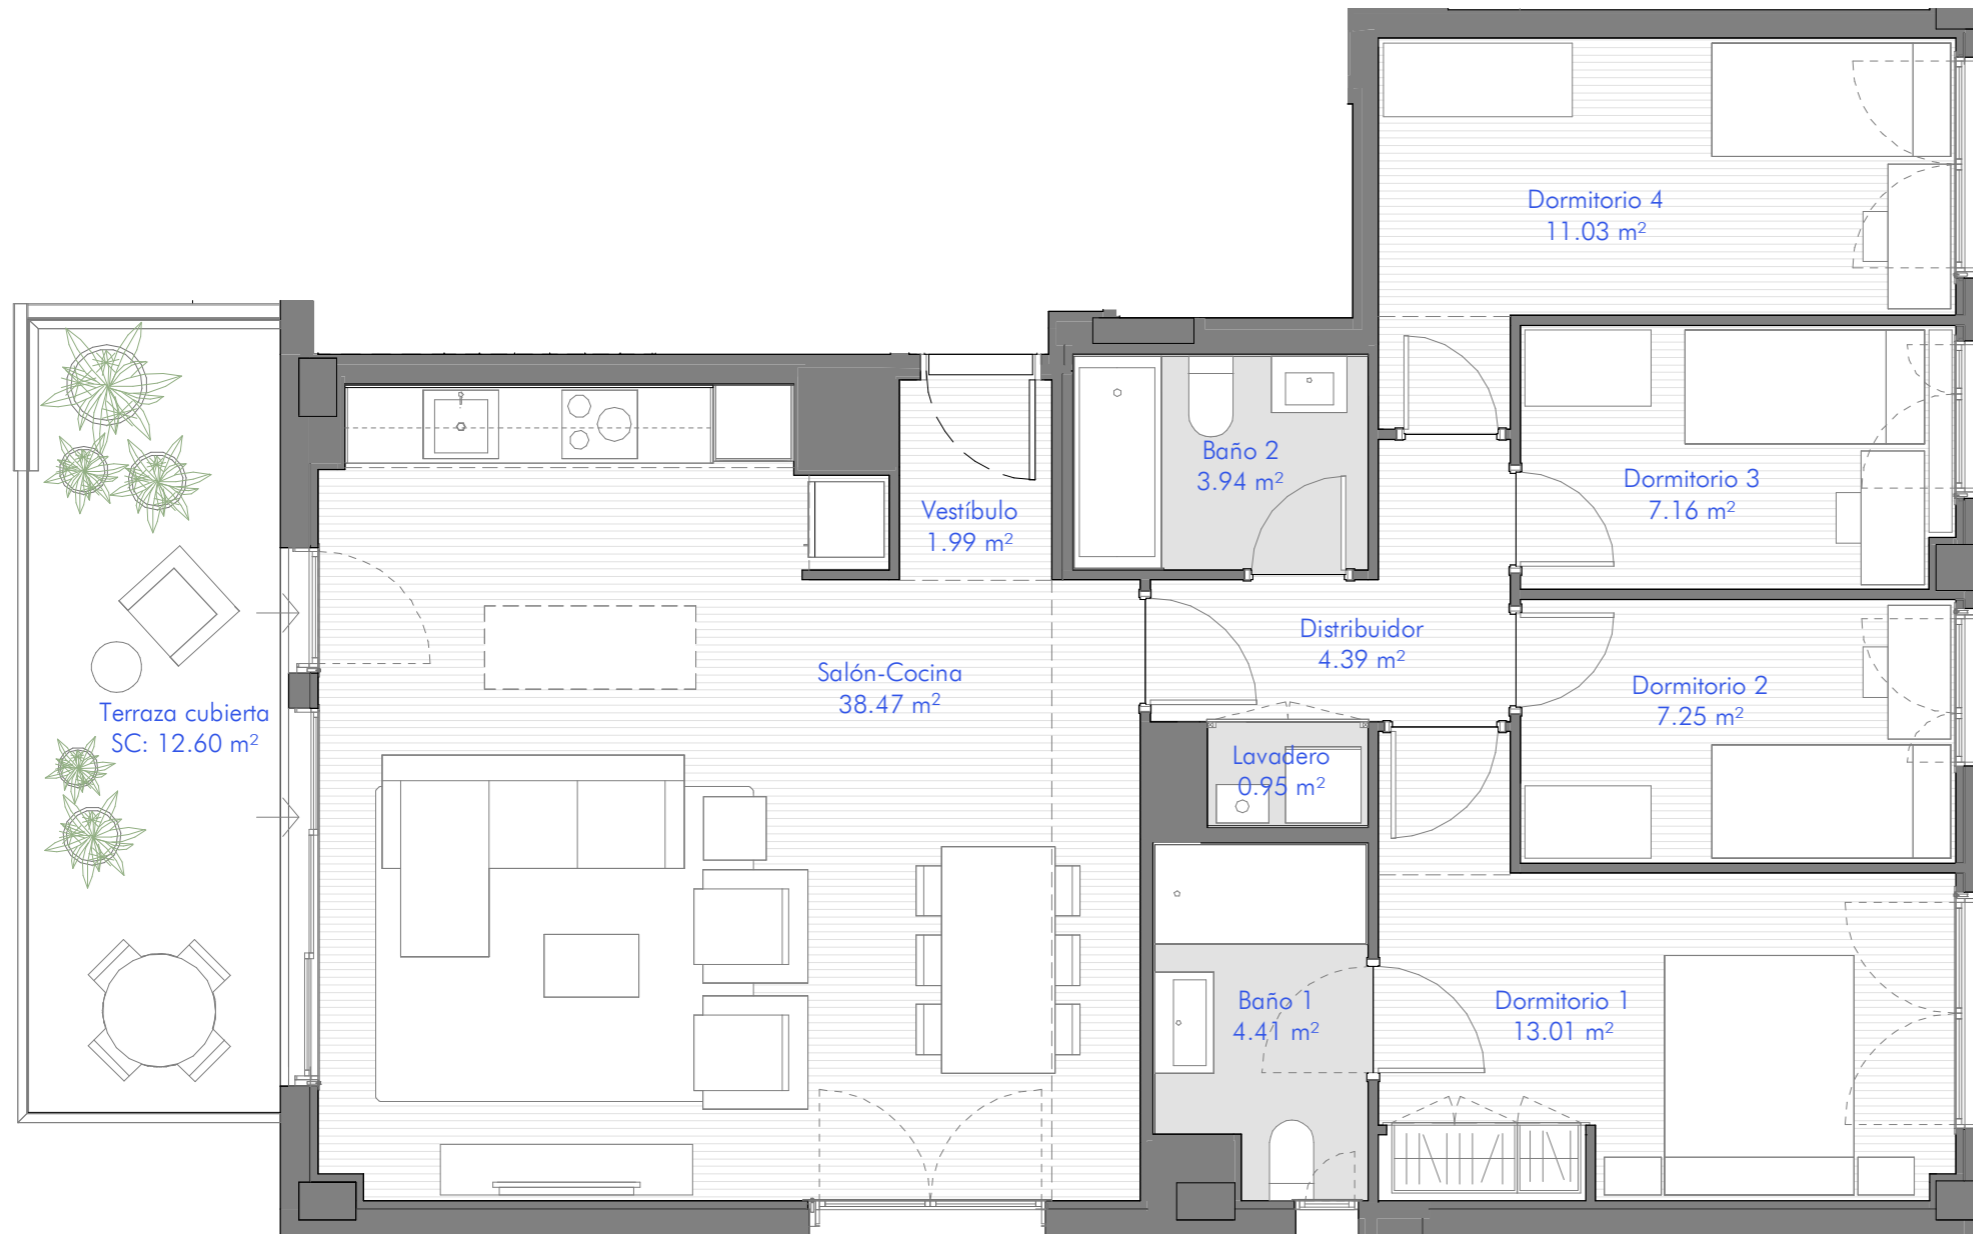 Dormitorio 4
11.03 m²
Baño 2
3.94 m²
Dormitorio 3
7.16 m²
Vestíbulo
1.99 m²
Distribuidor
4.39 m²
Salón-Cocina
38.47 m²
Dormitorio 2
7.25 m²
Terraza cubierta
SC: 12.60 m²
Lavadero
0.95 m²
Baño 1
4.41 m²
Dormitorio 1
13.01 m²